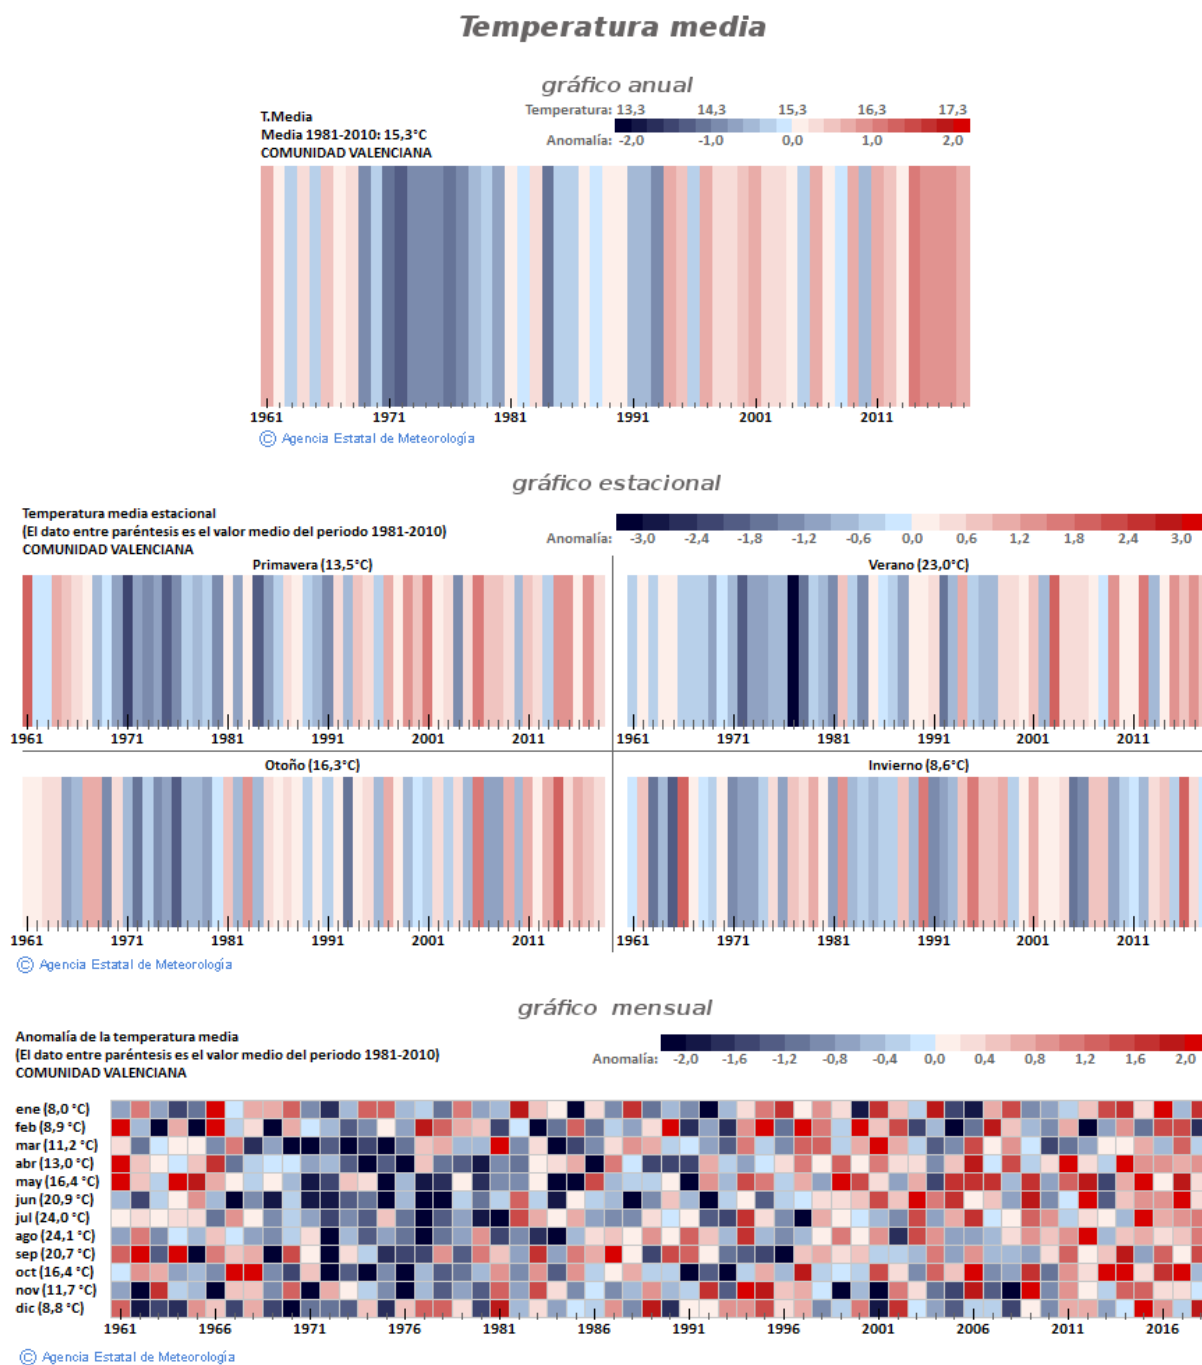 Temperatura media
gráfico anual
T.Media
Media 1981-2010: 15,3°C
COMUNIDAD VALENCIANA
Temperatura: 13,3 14,3 15,3 16,3 17,3
Anomalía: -2,0 -1,0 0,0 1,0 2,0
1961 1971 1981 1991 2001 2011
© Agencia Estatal de Meteorología
gráfico estacional
Temperatura media estacional
(El dato entre paréntesis es el valor medio del periodo 1981-2010)
COMUNIDAD VALENCIANA
Anomalía: -3,0 -2,4 -1,8 -1,2 -0,6 0,0 0,6 1,2 1,8 2,4 3,0
Primavera (13,5°C)
1961 1971 1981 1991 2001 2011
Verano (23,0°C)
1961 1971 1981 1991 2001 2011
Otoño (16,3°C)
1961 1971 1981 1991 2001 2011
Invierno (8,6°C)
1961 1971 1981 1991 2001 2011
© Agencia Estatal de Meteorología
gráfico mensual
Anomalía de la temperatura media
(El dato entre paréntesis es el valor medio del periodo 1981-2010)
COMUNIDAD VALENCIANA
Anomalía: -2,0 -1,6 -1,2 -0,8 -0,4 0,0 0,4 0,8 1,2 1,6 2,0
ene (8,0 °C)
feb (8,9 °C)
mar (11,2 °C)
abr (13,0 °C)
may (16,4 °C)
jun (20,9 °C)
jul (24,0 °C)
ago (24,1 °C)
sep (20,7 °C)
oct (16,4 °C)
nov (11,7 °C)
dic (8,8 °C)
1961 1966 1971 1976 1981 1986 1991 1996 2001 2006 2011 2016
© Agencia Estatal de Meteorología